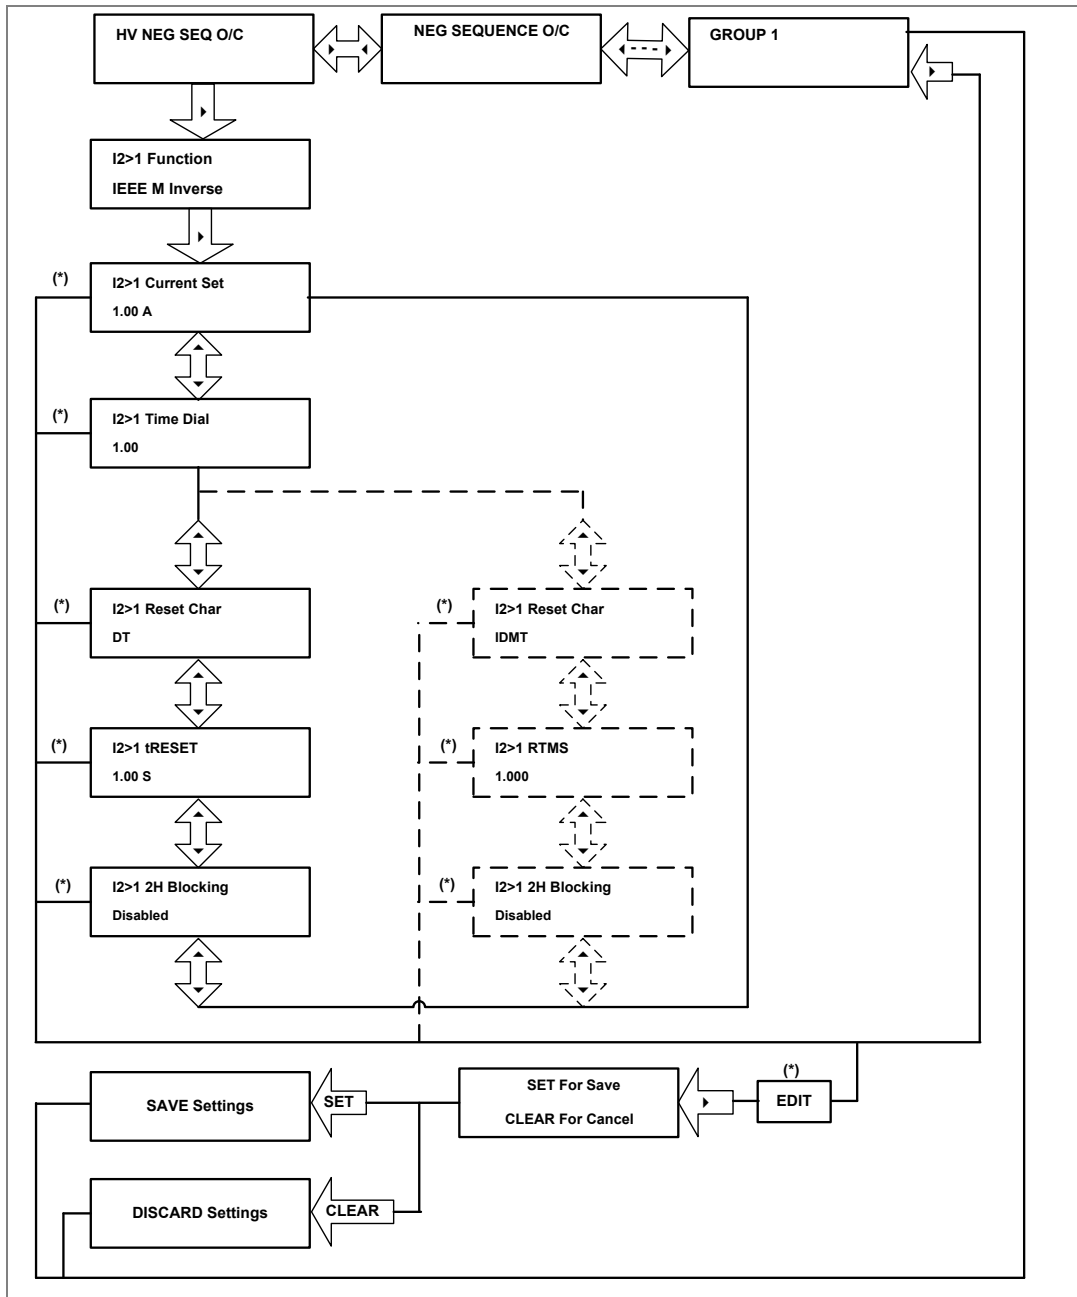 HV NEG SEQ O/C
NEG SEQUENCE O/C
GROUP 1
I2>1 Function
IEEE M Inverse
(*)
I2>1 Current Set
1.00 A
(*)
I2>1 Time Dial
1.00
(*)
I2>1 Reset Char
DT
(*)
I2>1 Reset Char
IDMT
(*)
I2>1 tRESET
1.00 S
(*)
I2>1 RTMS
1.000
(*)
I2>1 2H Blocking
Disabled
(*)
I2>1 2H Blocking
Disabled
SAVE Settings
SET
SET For Save
CLEAR For Cancel
(*)
EDIT
DISCARD Settings
CLEAR